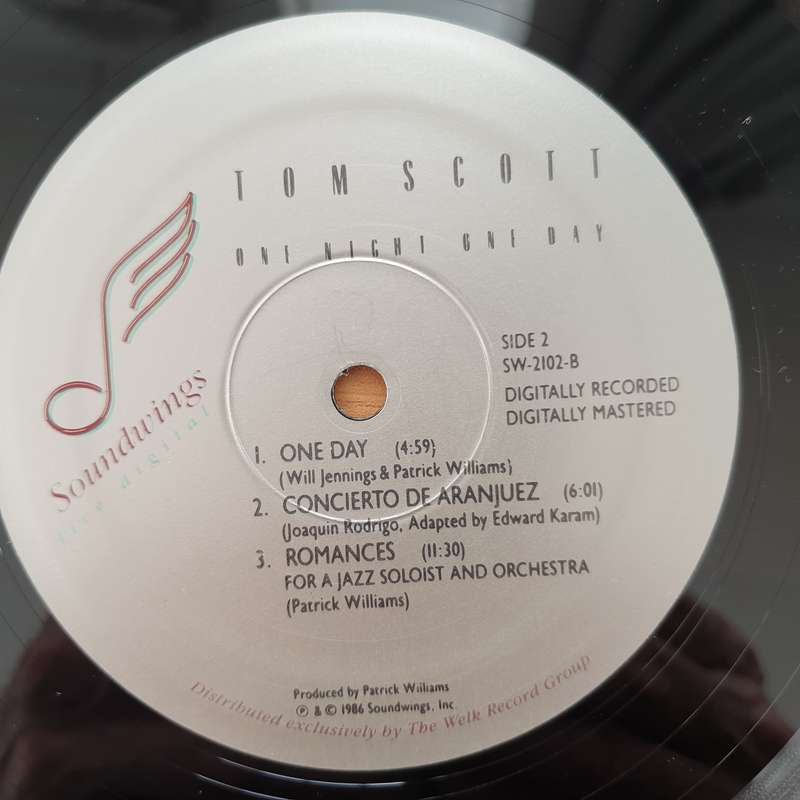 TOM SCOTT
ONE NIGHT ONE DAY
Soundwings
SIDE 2
SW-2102-B
DIGITALLY RECORDED
DIGITALLY MASTERED
1. ONE DAY (4:59)
(Will Jennings & Patrick Williams)
2. CONCIERTO DE ARANJUEZ (6:01)
(Joaquin Rodrigo, Adapted by Edward Karam)
3. ROMANCES (11:30)
FOR A JAZZ SOLOIST AND ORCHESTRA
(Patrick Williams)
Produced by Patrick Williams
℗ & © 1986 Soundwings, Inc.
Distributed exclusively by The Welk Record Group